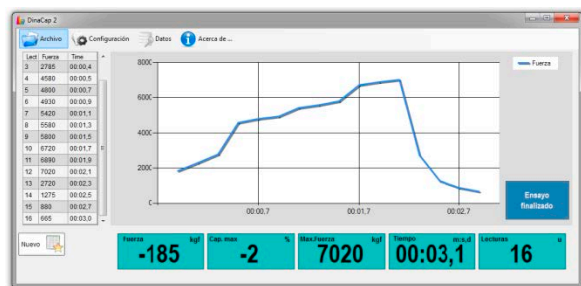 DinaCap 2
Archivo Configuración Datos Acerca de ...
Lect Fuerza Time
3 2785 00:00,4
4 4580 00:00,5
5 4800 00:00,7
6 4930 00:00,9
7 5420 00:01,1
8 5580 00:01,3
9 5800 00:01,5
10 6720 00:01,7
11 6890 00:01,9
12 7020 00:02,1
13 2720 00:02,3
14 1275 00:02,5
15 880 00:02,7
16 665 00:03,0
8000
6000
4000
2000
0
00:00,7 00:01,7 00:02,7
Fuerza
Ensayo
finalizado
Nuevo
Fuerza kgf
-185
Cap. max %
-2
Max.Fuerza kgf
7020
Tiempo m:s,d
00:03,1
Lecturas u
16